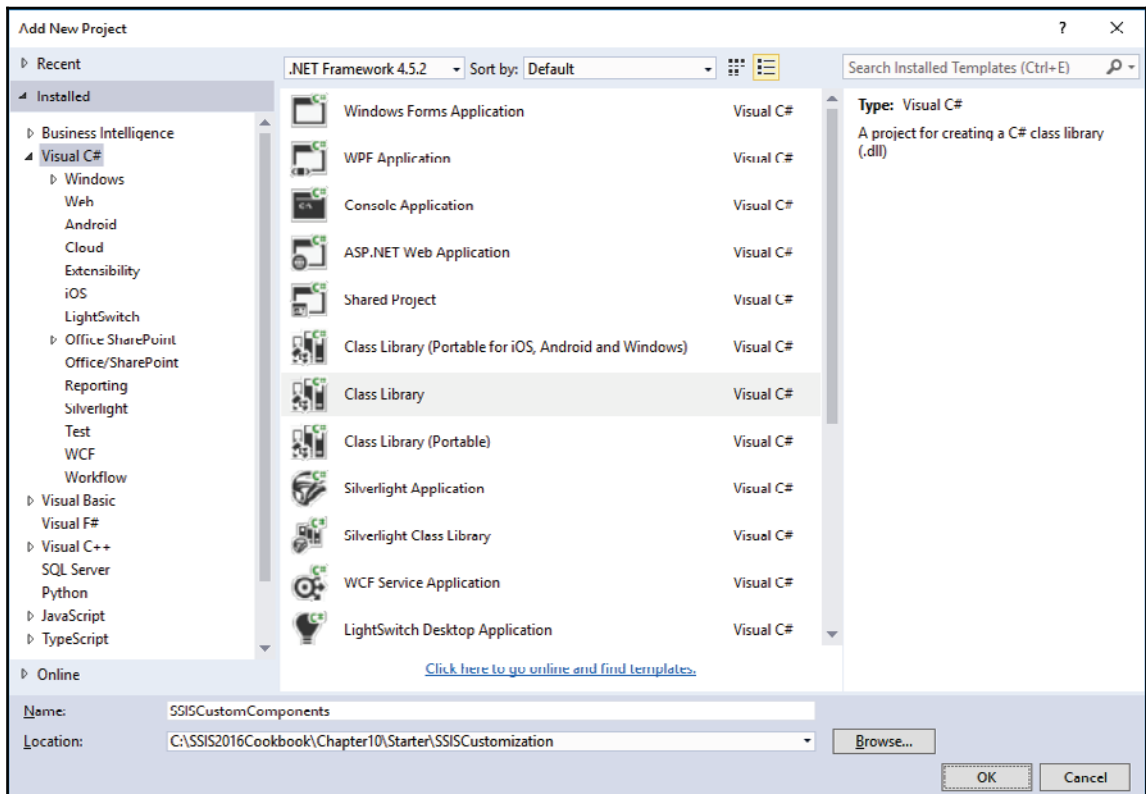 Add New Project
?
Recent
.NET Framework 4.5.2
Sort by: Default
Search Installed Templates (Ctrl+E)
Installed
Business Intelligence
Visual C#
Windows
Web
Android
Cloud
Extensibility
iOS
LightSwitch
Office SharePoint
Office/SharePoint
Reporting
Silverlight
Test
WCF
Workflow
Visual Basic
Visual F#
Visual C++
SQL Server
Python
JavaScript
TypeScript
Online
Windows Forms Application Visual C#
WPF Application Visual C#
Console Application Visual C#
ASP.NET Web Application Visual C#
Shared Project Visual C#
Class Library (Portable for iOS, Android and Windows) Visual C#
Class Library Visual C#
Class Library (Portable) Visual C#
Silverlight Application Visual C#
Silverlight Class Library Visual C#
WCF Service Application Visual C#
LightSwitch Desktop Application Visual C#
Click here to go online and find templates.
Type: Visual C#
A project for creating a C# class library
(.dll)
Name: SSISCustomComponents
Location: C:\SSIS2016Cookbook\Chapter10\Starter\SSISCustomization
Browse...
OK
Cancel